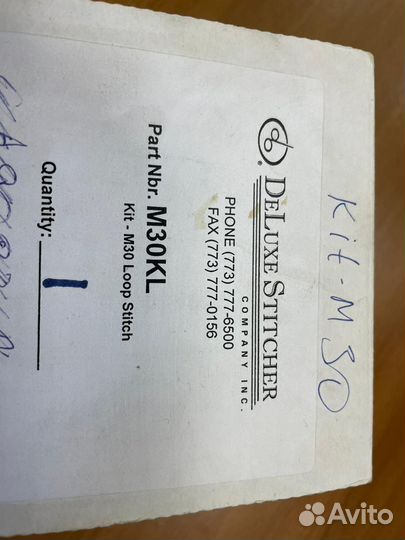 Kit-M30
DELUXE STITCHER
COMPANY INC.
PHONE (773) 777-6500
FAX (773) 777-0156
Part Nbr. M30KL
Kit - M30 Loop Stitch
Quantity: 1
Avito